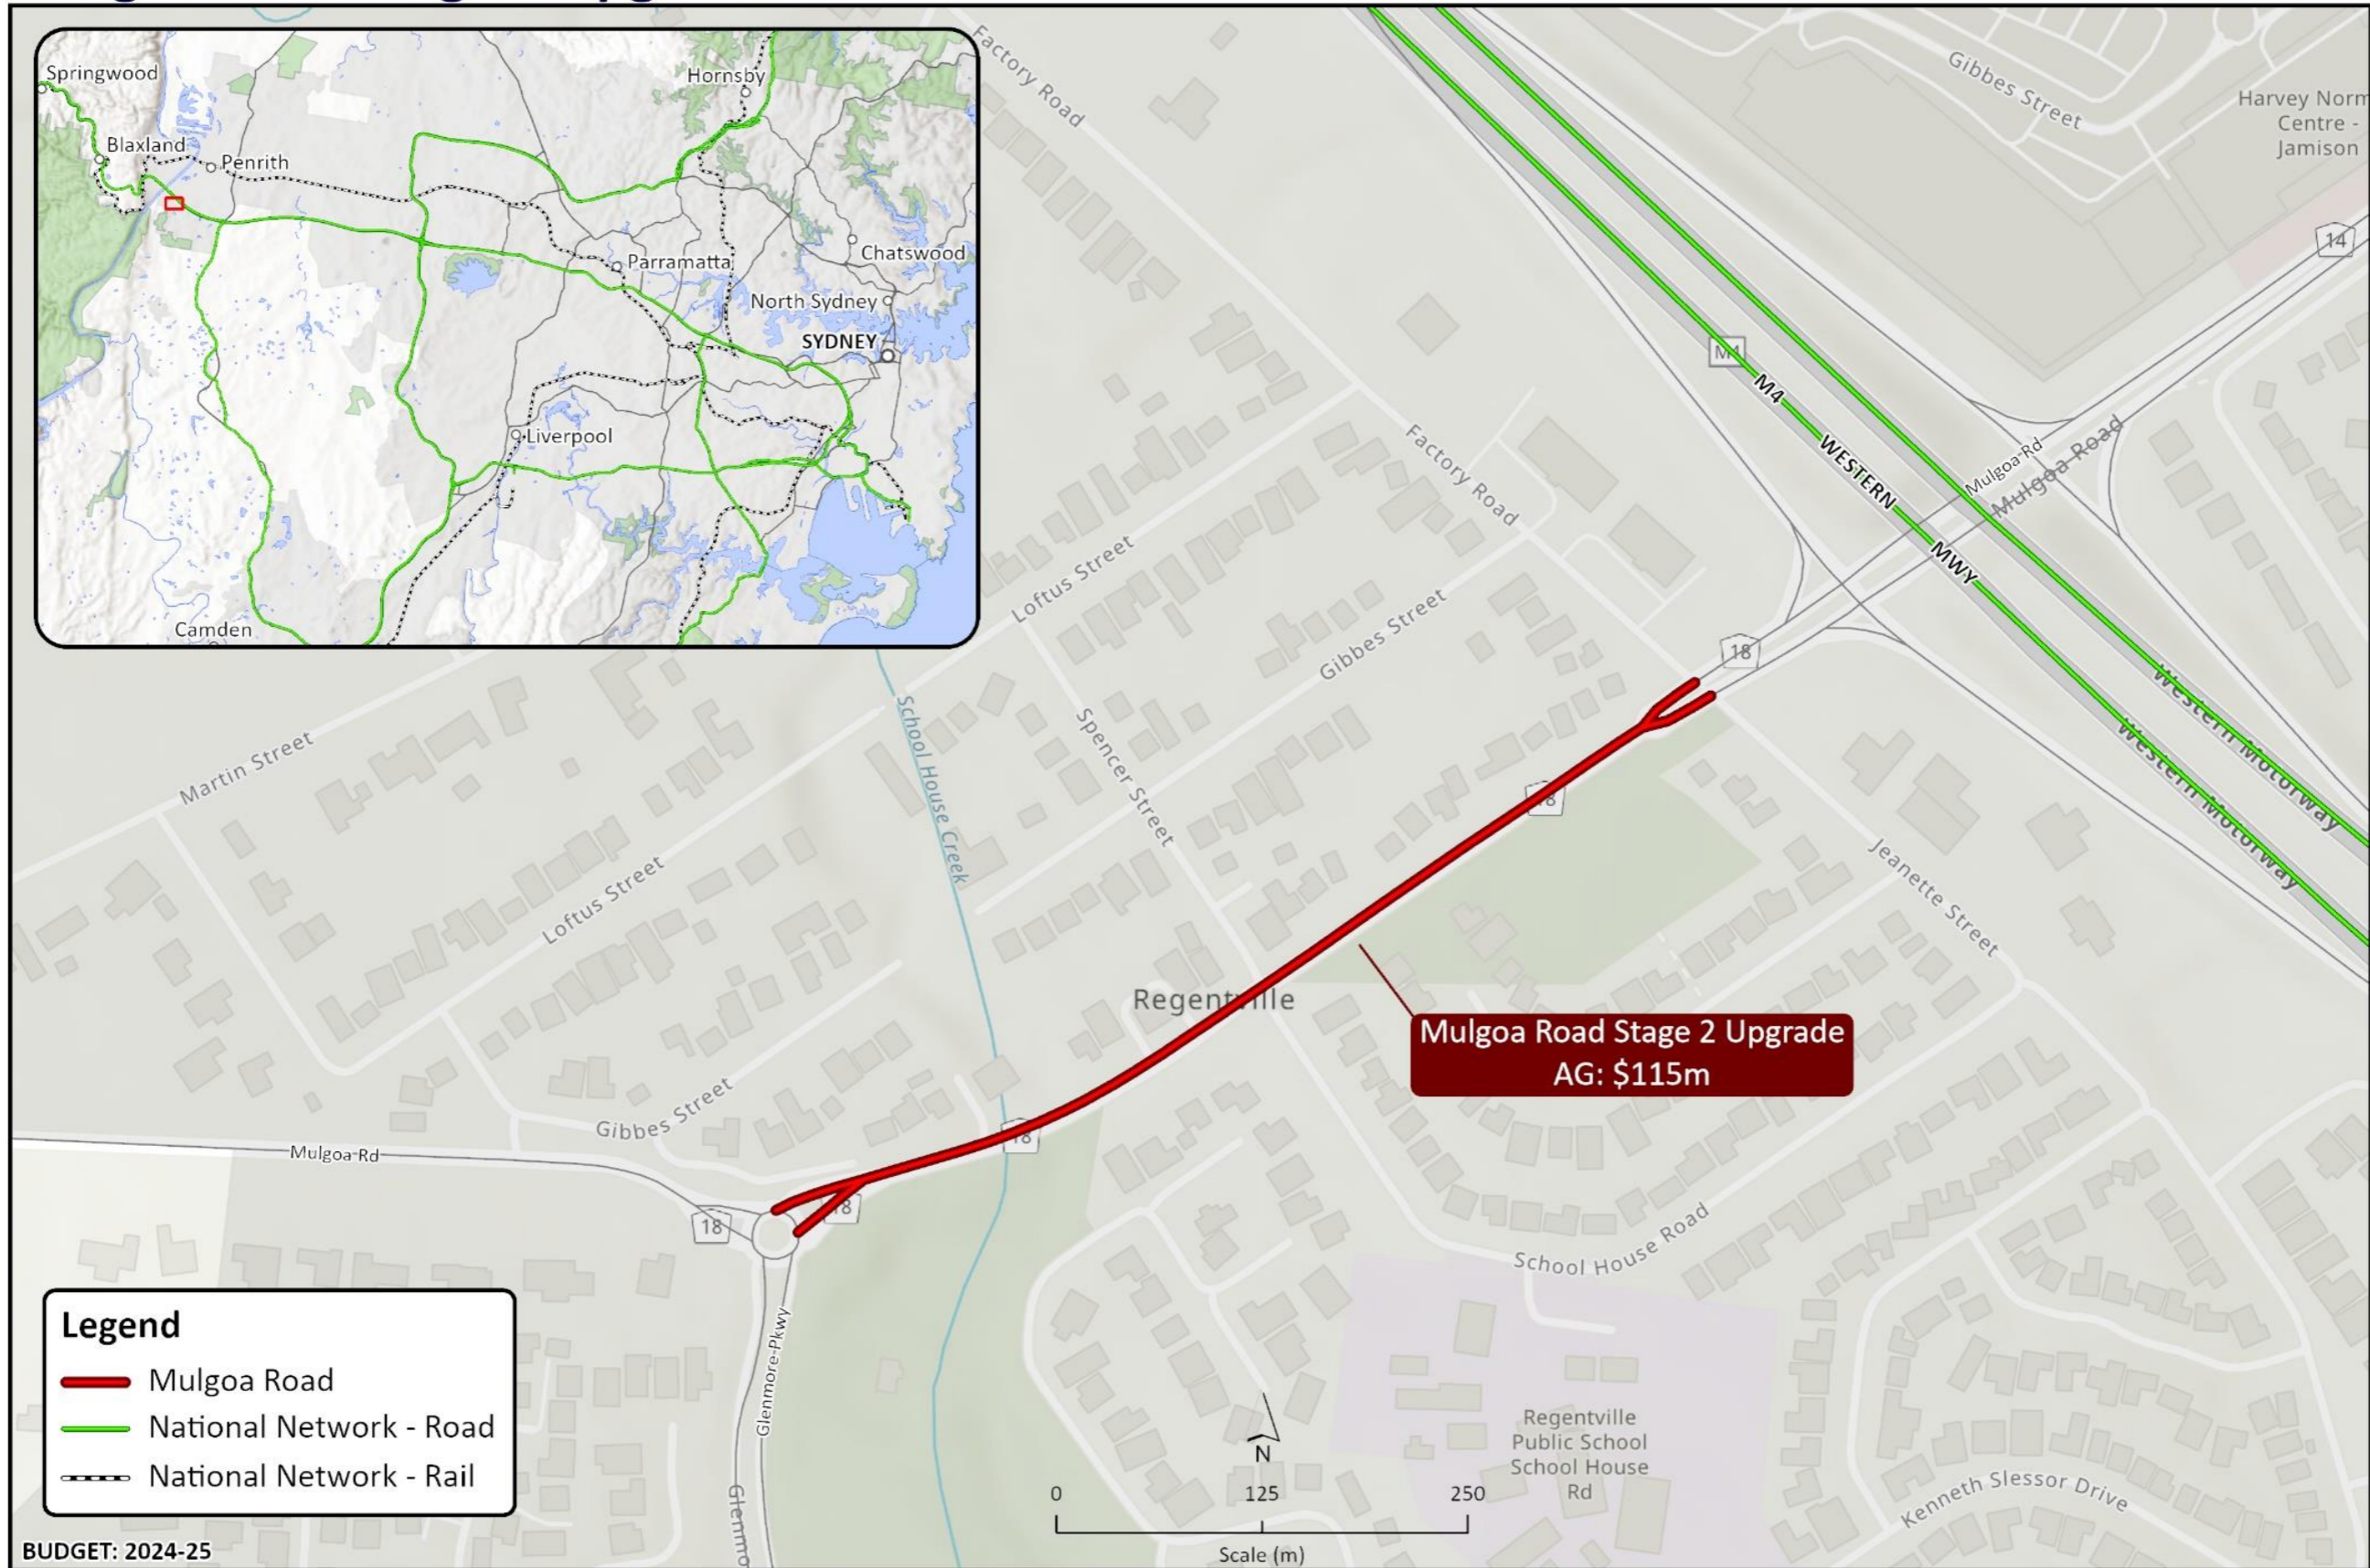 Springwood
Hornsby
Blaxland
Penrith
Chatswood
Parramatta
North Sydney
SYDNEY
Liverpool
Camden
Factory Road
Gibbes Street
Harvey Norm
Centre -
Jamison
14
M4
M4
WESTERN
MWY
Mulgoa Rd
Mulgoa Road
Factory Road
Loftus Street
Gibbes Street
18
Western Motorway
Western Motorway
School House Creek
Spencer Street
Martin Street
18
Jeanette Street
Loftus Street
Regentville
Mulgoa Road Stage 2 Upgrade
AG: $115m
Gibbes Street
18
Mulgoa Rd
18
18
School House Road
Glenmore Pkwy
Glenmo
Legend
Mulgoa Road
National Network - Road
National Network - Rail
Regentville
Public School
School House
Rd
Kenneth Slessor Drive
N
0 125 250
Scale (m)
BUDGET: 2024-25